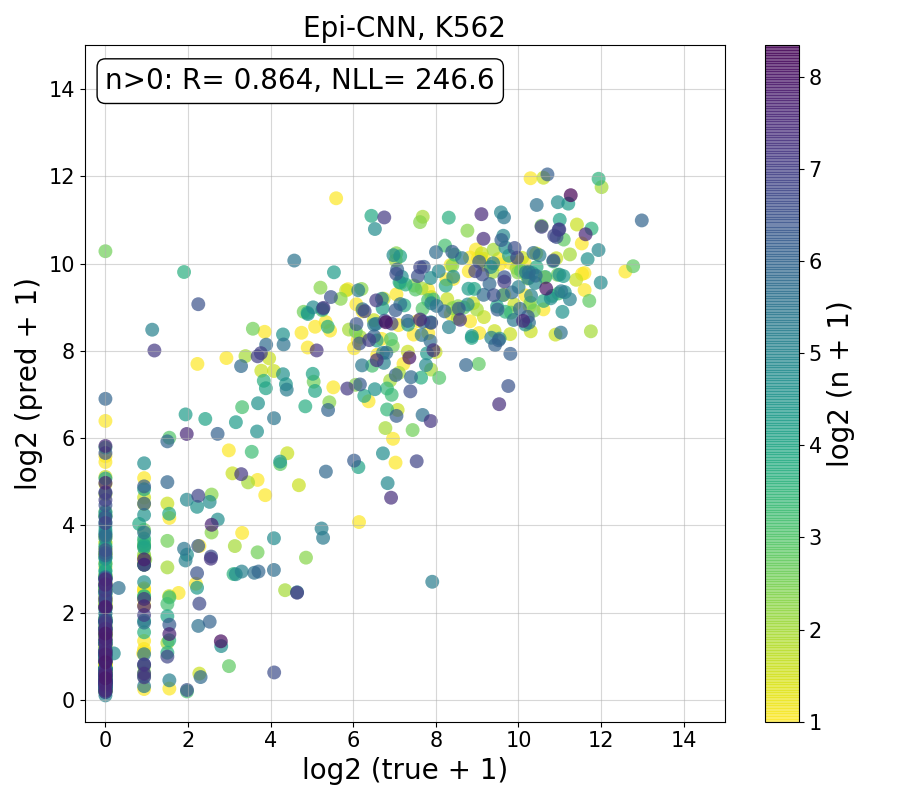 Epi-CNN, K562
n>0: R= 0.864, NLL= 246.6
log2 (pred + 1)
14
12
10
8
6
4
2
0
0 2 4 6 8 10 12 14
log2 (true + 1)
8
7
6
5
4
3
2
1
log2 (n + 1)